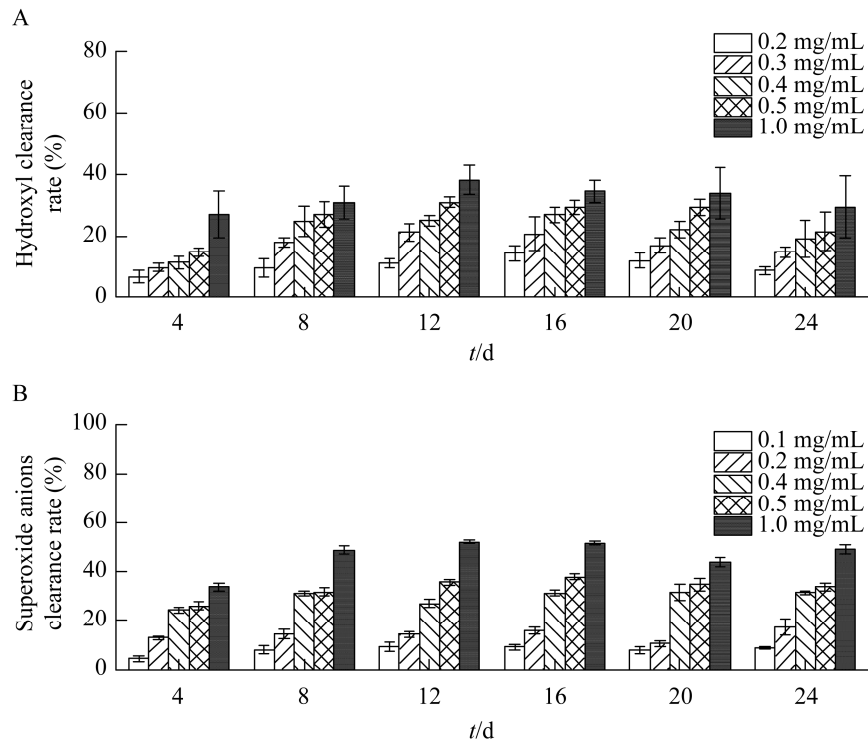 A
80
60
40
20
0
Hydroxyl clearance
rate (%)
0.2 mg/mL
0.3 mg/mL
0.4 mg/mL
0.5 mg/mL
1.0 mg/mL
4 8 12 16 20 24
t/d
B
100
80
60
40
20
0
Superoxide anions
clearance rate (%)
0.1 mg/mL
0.2 mg/mL
0.4 mg/mL
0.5 mg/mL
1.0 mg/mL
4 8 12 16 20 24
t/d